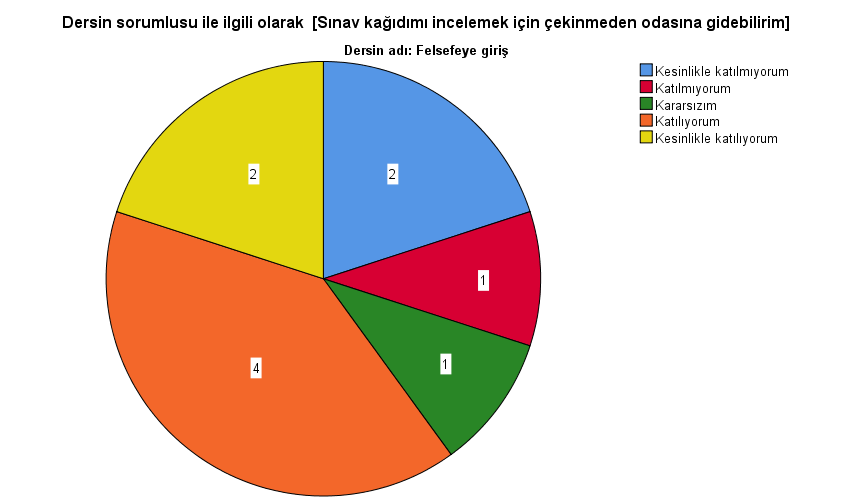 Dersin sorumlusu ile ilgili olarak  [Sınav kağıdımı incelemek için çekinmeden odasına gidebilirim]
Dersin adı: Felsefeye giriş
Kesinlikle katılmıyorum
Katılmıyorum
Kararsızım
Katılıyorum
Kesinlikle katılıyorum
2
2
1
1
4